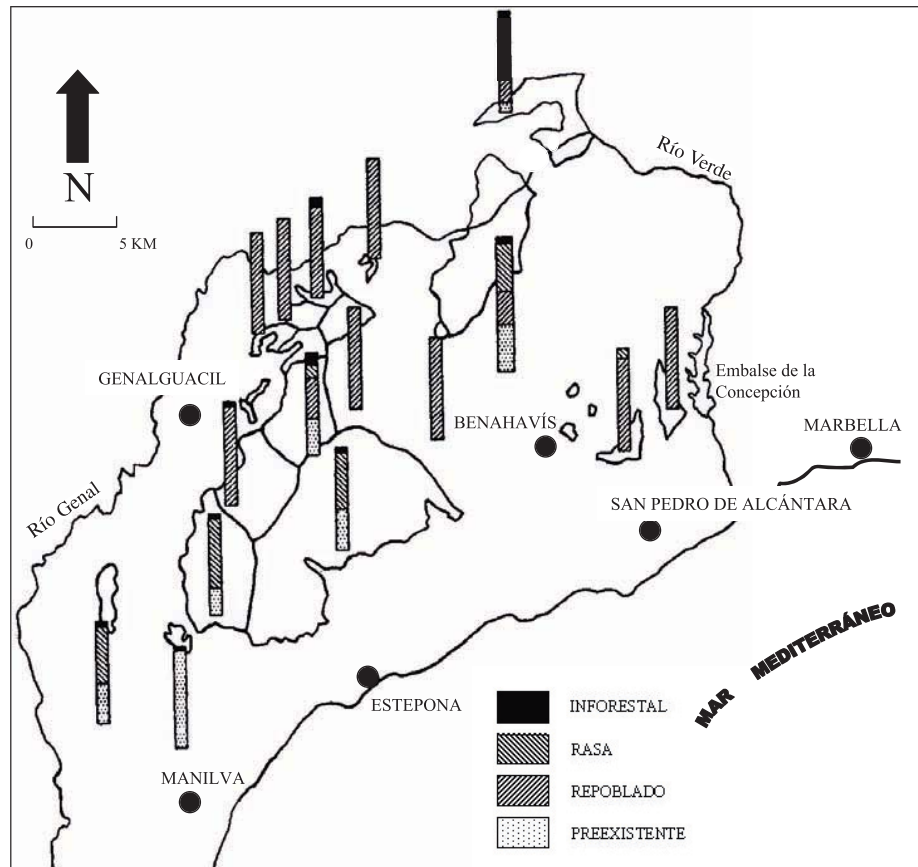 Río Verde
N
0 5 KM
GENALGUACIL
Embalse de la
Concepción
BENAHAVÍS
MARBELLA
Río Genal
SAN PEDRO DE ALCÁNTARA
MAR MEDITERRÁNEO
ESTEPONA
MANILVA
INFORESTAL
RASA
REPOBLADO
PREEXISTENTE